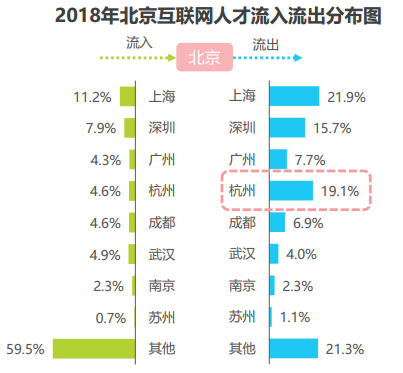 2018年北京互联网人才流入流出分布图
流入 北京 流出
11.2% 上海 上海 21.9%
7.9% 深圳 深圳 15.7%
4.3% 广州 广州 7.7%
4.6% 杭州 杭州 19.1%
4.6% 成都 成都 6.9%
4.9% 武汉 武汉 4.0%
2.3% 南京 南京 2.3%
0.7% 苏州 苏州 1.1%
59.5% 其他 其他 21.3%